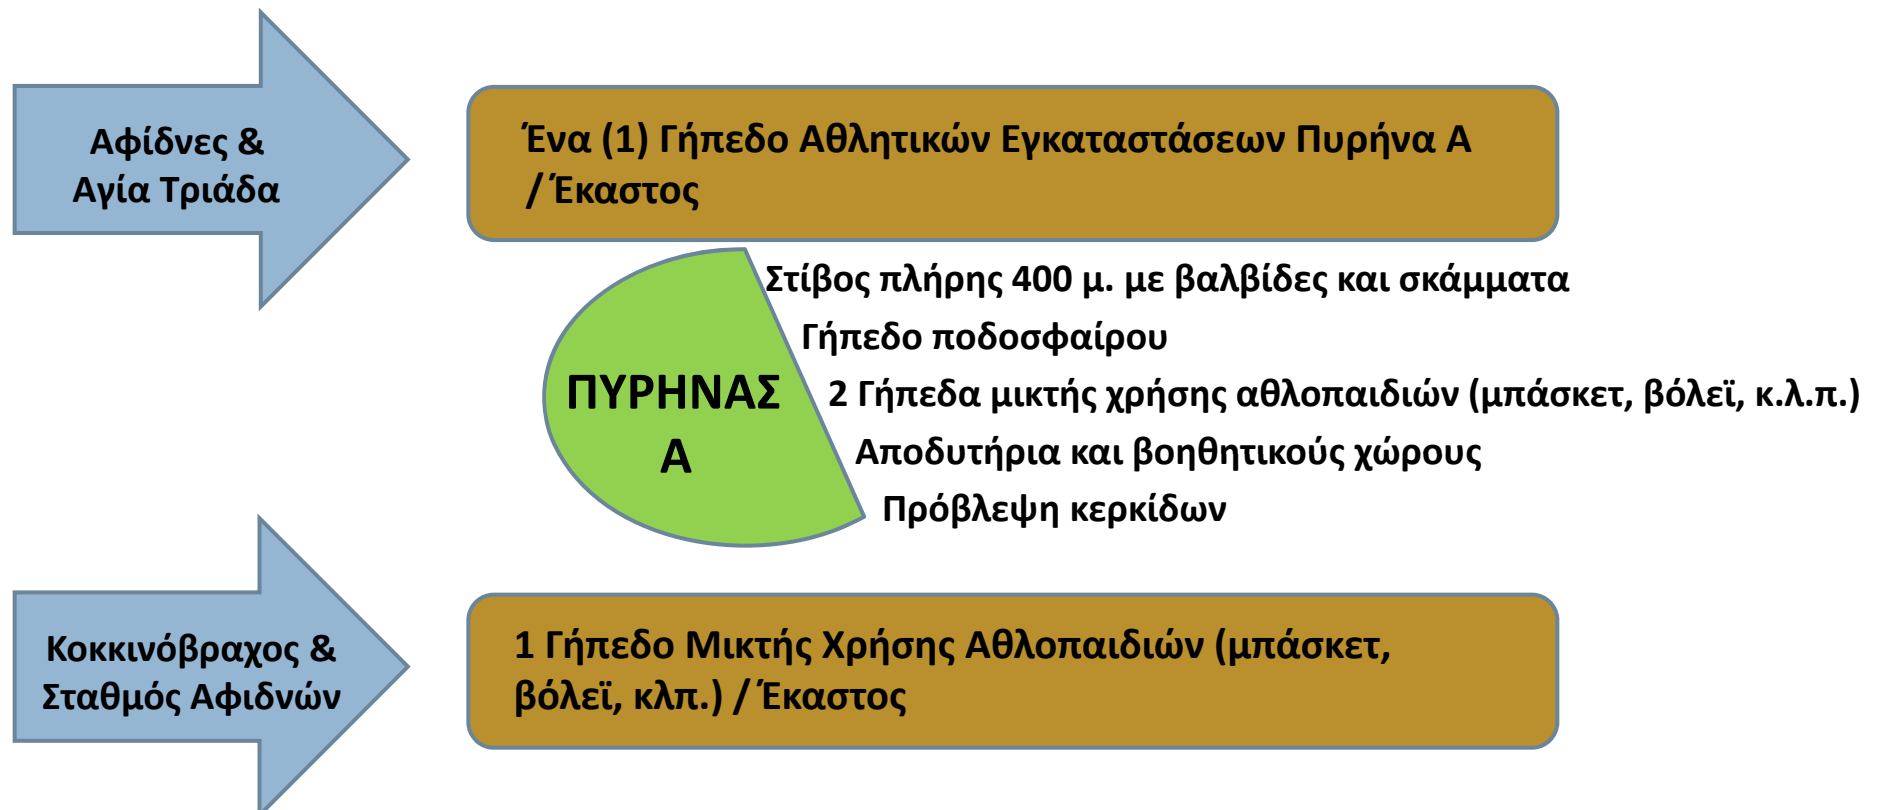 Αφίδνες &
Αγία Τριάδα
Ένα (1) Γήπεδο Αθλητικών Εγκαταστάσεων Πυρήνα Α
/ Έκαστος
Στίβος πλήρης 400 μ. με βαλβίδες και σκάμματα
Γήπεδο ποδοσφαίρου
2 Γήπεδα μικτής χρήσης αθλοπαιδιών (μπάσκετ, βόλεϊ, κ.λ.π.)
Αποδυτήρια και βοηθητικούς χώρους
Πρόβλεψη κερκίδων
ΠΥΡΗΝΑΣ
Α
Κοκκινόβραχος &
Σταθμός Αφιδνών
1 Γήπεδο Μικτής Χρήσης Αθλοπαιδιών (μπάσκετ,
βόλεϊ, κλπ.) / Έκαστος